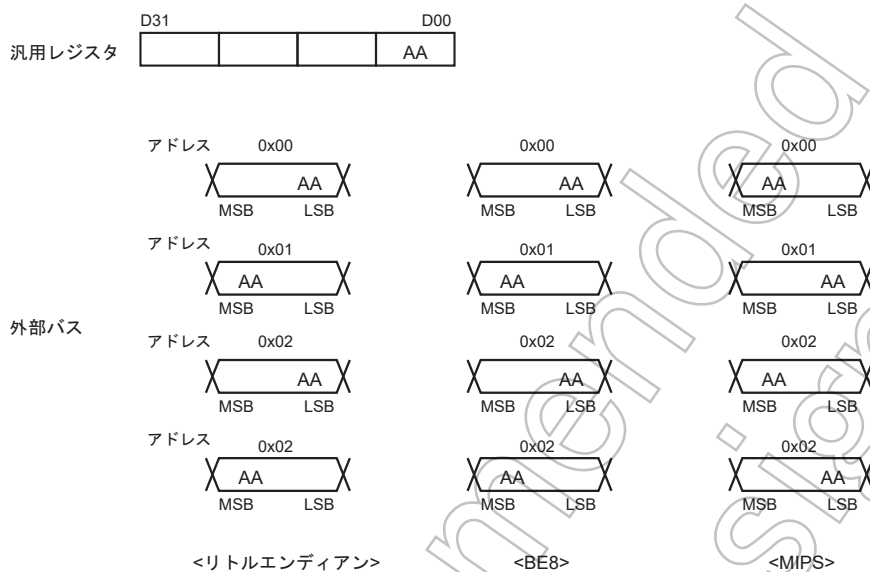 D31 D00
汎用レジスタ AA
アドレス 0x00 0x00 0x00
AA AA AA
MSB LSB MSB LSB MSB LSB
アドレス 0x01 0x01 0x01
AA AA AA
MSB LSB MSB LSB MSB LSB
外部バス
アドレス 0x02 0x02 0x02
AA AA AA
MSB LSB MSB LSB MSB LSB
アドレス 0x02 0x02 0x02
AA AA AA
MSB LSB MSB LSB MSB LSB
<リトルエンディアン> <BE8> <MIPS>